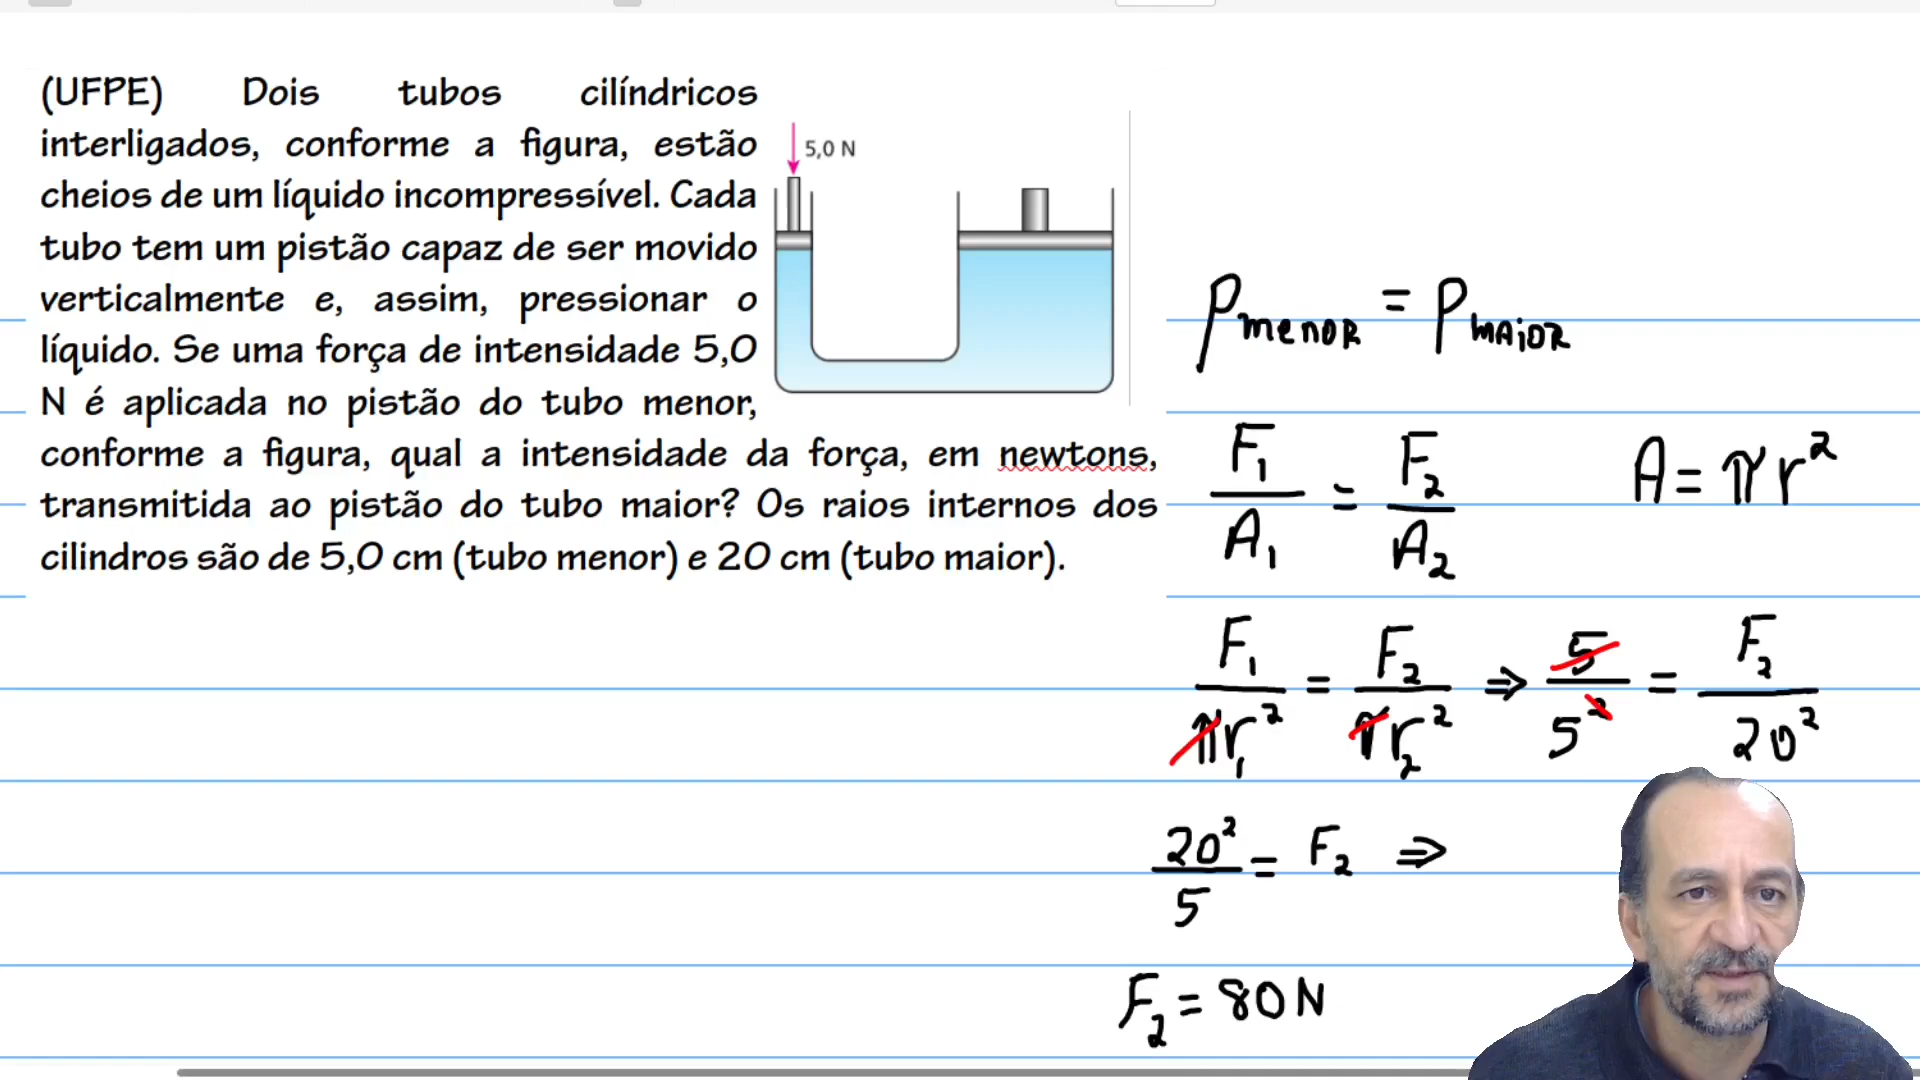 (UFPE) Dois tubos cilíndricos
interligados, conforme a figura, estão
cheios de um líquido incompressível. Cada
tubo tem um pistão capaz de ser movido
verticalmente e, assim, pressionar o
líquido. Se uma força de intensidade 5,0
N é aplicada no pistão do tubo menor,
conforme a figura, qual a intensidade da força, em newtons,
transmitida ao pistão do tubo maior? Os raios internos dos
cilindros são de 5,0 cm (tubo menor) e 20 cm (tubo maior).
5,0 N
P_MENOR = P_MAIOR
F₁/A₁ = F₂/A₂
A = πr²
F₁/πr₁² = F₂/πr₂² ⇒ 5/5² = F₂/20²
20²/5 = F₂ ⇒
F₂ = 80N